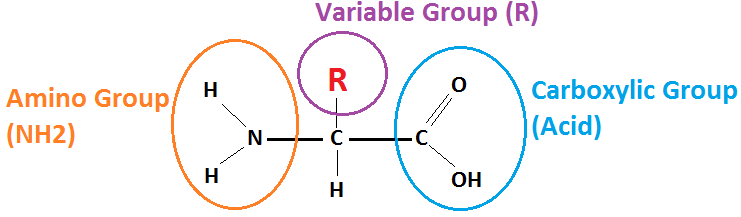 Variable Group (R)
Amino Group
(NH2)
Carboxylic Group
(Acid)
H
R
O
N
C
C
H
H
OH